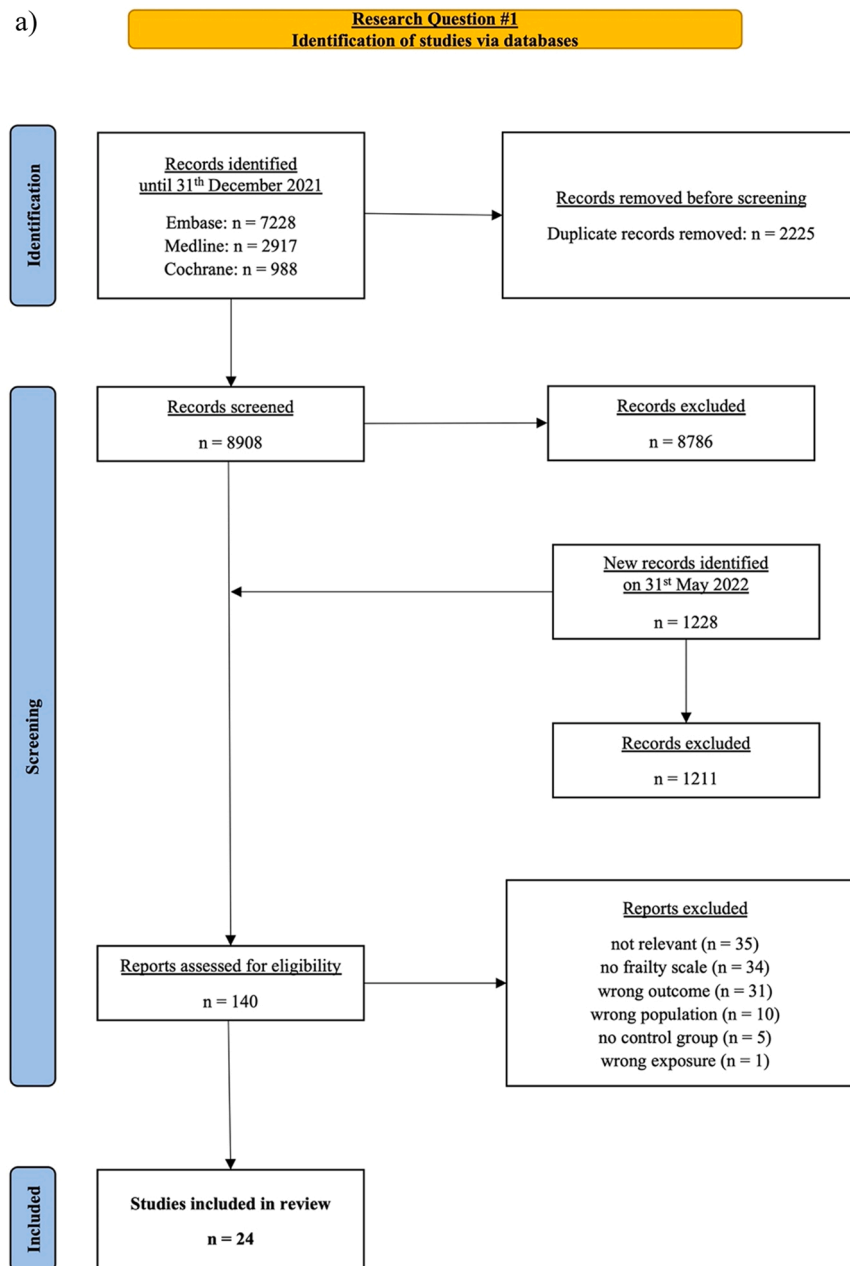 a)
Research Question #1
Identification of studies via databases
Identification
Records identified
until 31th December 2021
Embase: n = 7228
Medline: n = 2917
Cochrane: n = 988
Records removed before screening
Duplicate records removed: n = 2225
Screening
Records screened
n = 8908
Records excluded
n = 8786
New records identified
on 31st May 2022
n = 1228
Records excluded
n = 1211
Reports assessed for eligibility
n = 140
Reports excluded
not relevant (n = 35)
no frailty scale (n = 34)
wrong outcome (n = 31)
wrong population (n = 10)
no control group (n = 5)
wrong exposure (n = 1)
Included
Studies included in review
n = 24